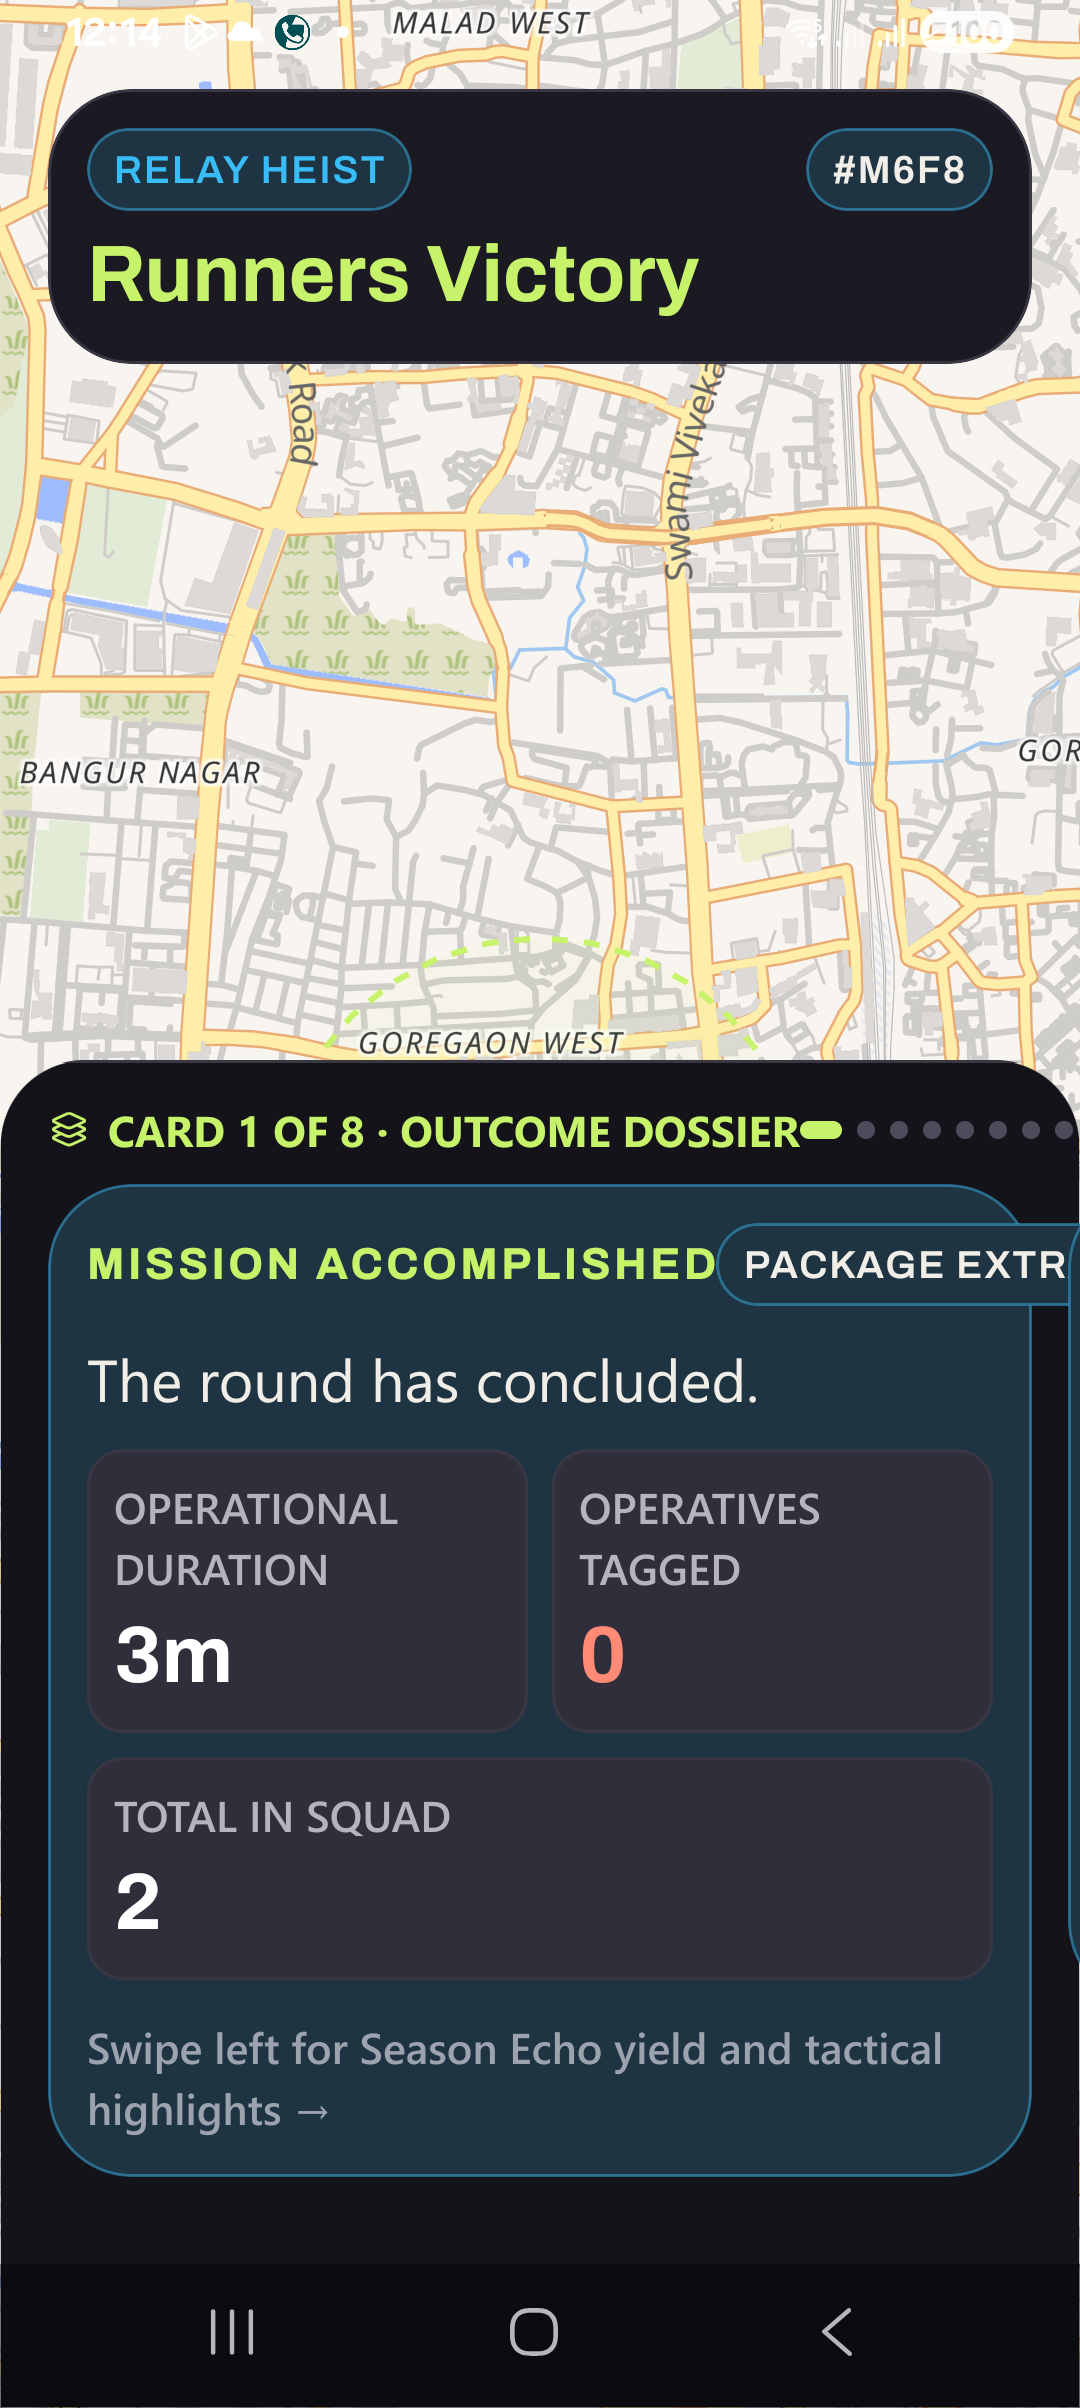 12:14
MALAD WEST
100
RELAY HEIST
#M6F8
Runners Victory
Road
Swami Viveka
BANGUR NAGAR
GOR
GOREGAON WEST
CARD 1 OF 8 · OUTCOME DOSSIER
MISSION ACCOMPLISHED
PACKAGE EXTR
The round has concluded.
OPERATIONAL
DURATION
3m
OPERATIVES
TAGGED
0
TOTAL IN SQUAD
2
Swipe left for Season Echo yield and tactical
highlights →